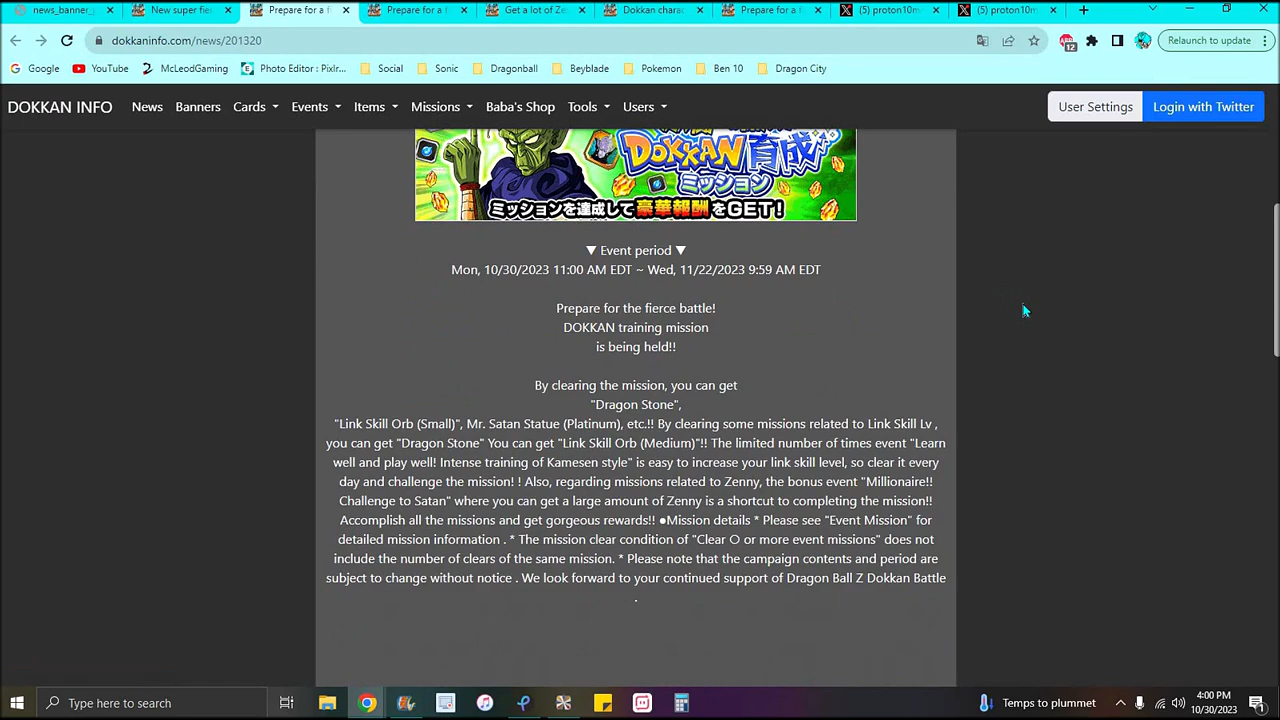 news_banner_
New super fie
Prepare for a f
Prepare for a f
Get a lot of Ze
Dokkan charac
Prepare for a fi
(5) proton10m
(5) proton10m
dokkaninfo.com/news/201320
12
Relaunch to update
Google
YouTube
McLeodGaming
Photo Editor : Pixlr...
Social
Sonic
Dragonball
Beyblade
Pokemon
Ben 10
Dragon City
DOKKAN INFO
News
Banners
Cards
Events
Items
Missions
Baba's Shop
Tools
Users
User Settings
Login with Twitter
DOKKAN育成
ミッション
ミッションを達成して豪華報酬をGET!
▼ Event period ▼
Mon, 10/30/2023 11:00 AM EDT ~ Wed, 11/22/2023 9:59 AM EDT
Prepare for the fierce battle!
DOKKAN training mission
is being held!!
By clearing the mission, you can get
"Dragon Stone",
"Link Skill Orb (Small)", Mr. Satan Statue (Platinum), etc.!! By clearing some missions related to Link Skill Lv ,
you can get "Dragon Stone" You can get "Link Skill Orb (Medium)"!! The limited number of times event "Learn
well and play well! Intense training of Kamesen style" is easy to increase your link skill level, so clear it every
day and challenge the mission! ! Also, regarding missions related to Zenny, the bonus event "Millionaire!!
Challenge to Satan" where you can get a large amount of Zenny is a shortcut to completing the mission!!
Accomplish all the missions and get gorgeous rewards!! ●Mission details * Please see "Event Mission" for
detailed mission information . * The mission clear condition of "Clear ○ or more event missions" does not
include the number of clears of the same mission. * Please note that the campaign contents and period are
subject to change without notice . We look forward to your continued support of Dragon Ball Z Dokkan Battle
.
Type here to search
Temps to plummet
4:00 PM
10/30/2023
1